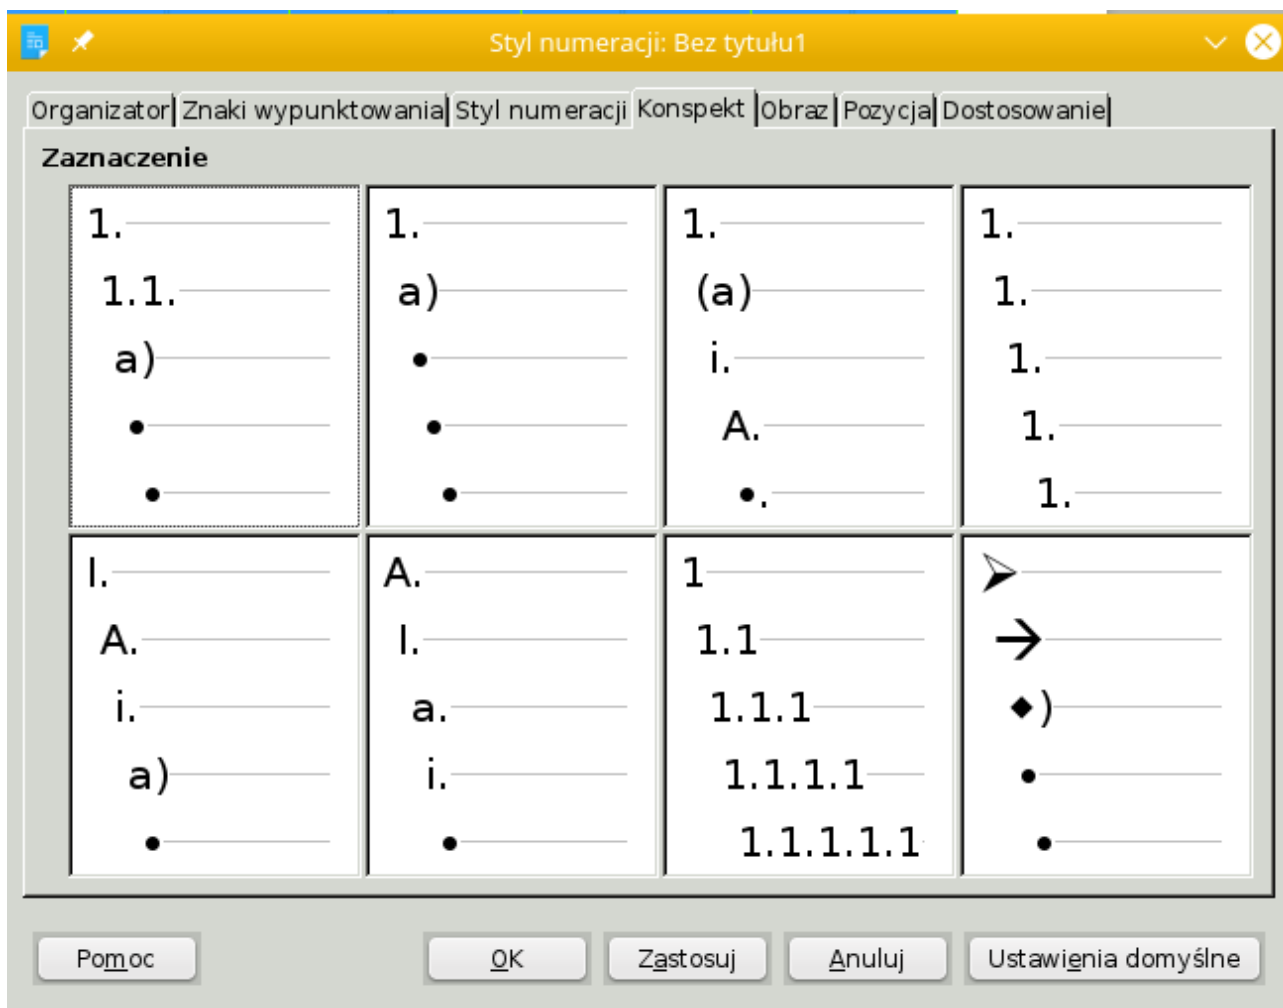 Styl numeracji: Bez tytułu1
Organizator Znaki wypunktowania Styl numeracji Konspekt Obraz Pozycja Dostosowanie
Zaznaczenie
1.
1.1.
a)
•
•
1.
a)
•
•
•
1.
(a)
i.
A.
•.
1.
1.
1.
1.
1.
I.
A.
i.
a)
•
A.
I.
a.
i.
•
1
1.1
1.1.1
1.1.1.1
1.1.1.1.1
➢
→
◆)
•
•
Pomoc OK Zastosuj Anuluj Ustawienia domyślne